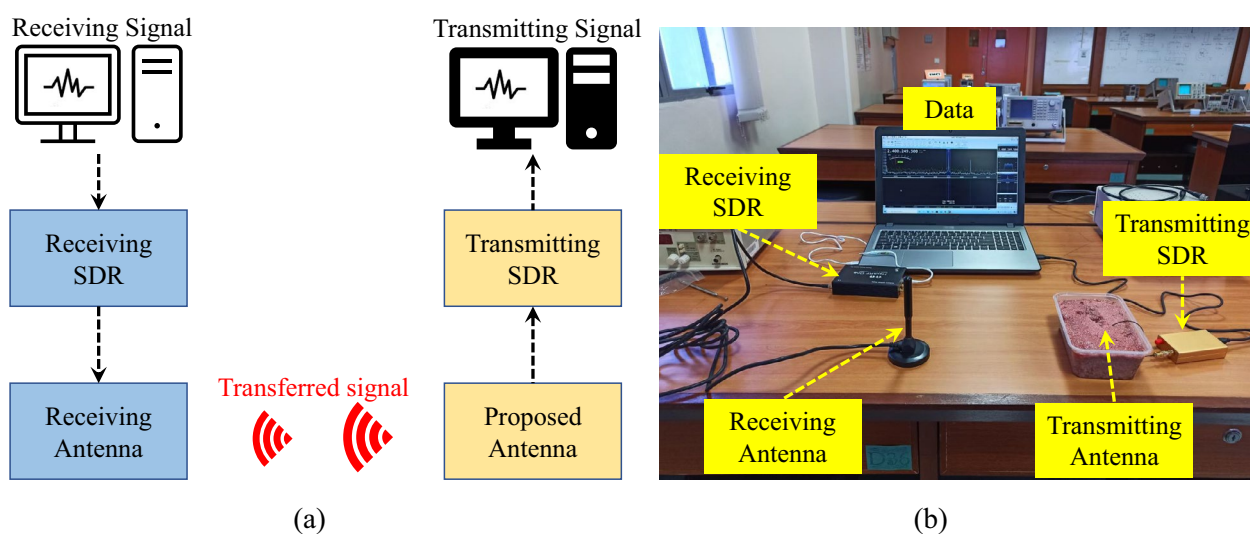 Receiving Signal
Transmitting Signal
Receiving
SDR
Transmitting
SDR
Transferred signal
Receiving
Antenna
Proposed
Antenna
(a)
Data
Receiving
SDR
Transmitting
SDR
Receiving
Antenna
Transmitting
Antenna
(b)